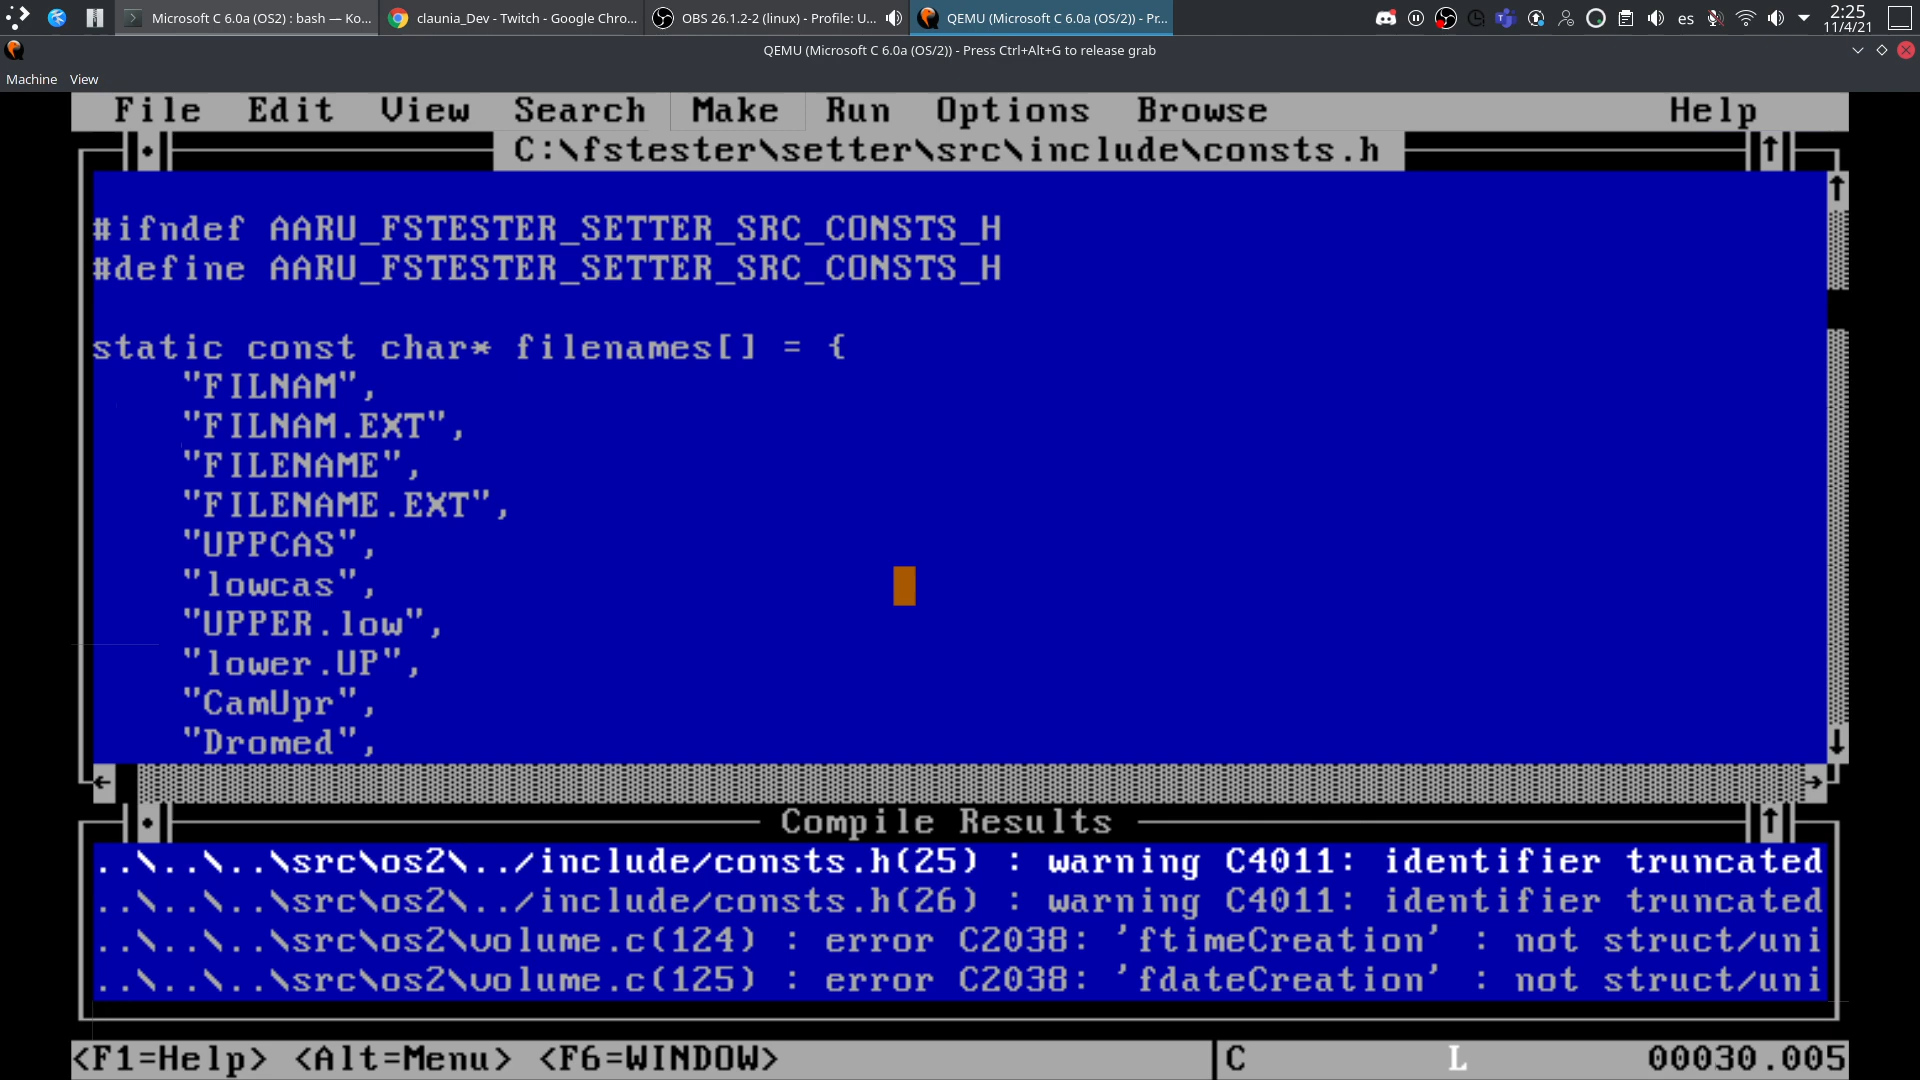 Microsoft C 6.0a (OS2) : bash — Ko...
claunia_Dev - Twitch - Google Chro...
OBS 26.1.2-2 (linux) - Profile: U...
QEMU (Microsoft C 6.0a (OS/2)) - Pr...
es
2:25
11/4/21
QEMU (Microsoft C 6.0a (OS/2)) - Press Ctrl+Alt+G to release grab
Machine View
File Edit View Search Make Run Options Browse Help
C:\fstester\setter\src\include\consts.h
#ifndef AARU_FSTESTER_SETTER_SRC_CONSTS_H
#define AARU_FSTESTER_SETTER_SRC_CONSTS_H
static const char* filenames[] = {
"FILNAM",
"FILNAM.EXT",
"FILENAME",
"FILENAME.EXT",
"UPPCAS",
"lowcas",
"UPPER.low",
"lower.UP",
"CamUpr",
"Dromed",
Compile Results
..\..\..\src\os2\../include/consts.h(25) : warning C4011: identifier truncated
..\..\..\src\os2\../include/consts.h(26) : warning C4011: identifier truncated
..\..\..\src\os2\volume.c(124) : error C2038: 'ftimeCreation' : not struct/uni
..\..\..\src\os2\volume.c(125) : error C2038: 'fdateCreation' : not struct/uni
<F1=Help> <Alt=Menu> <F6=WINDOW> C L 00030.005